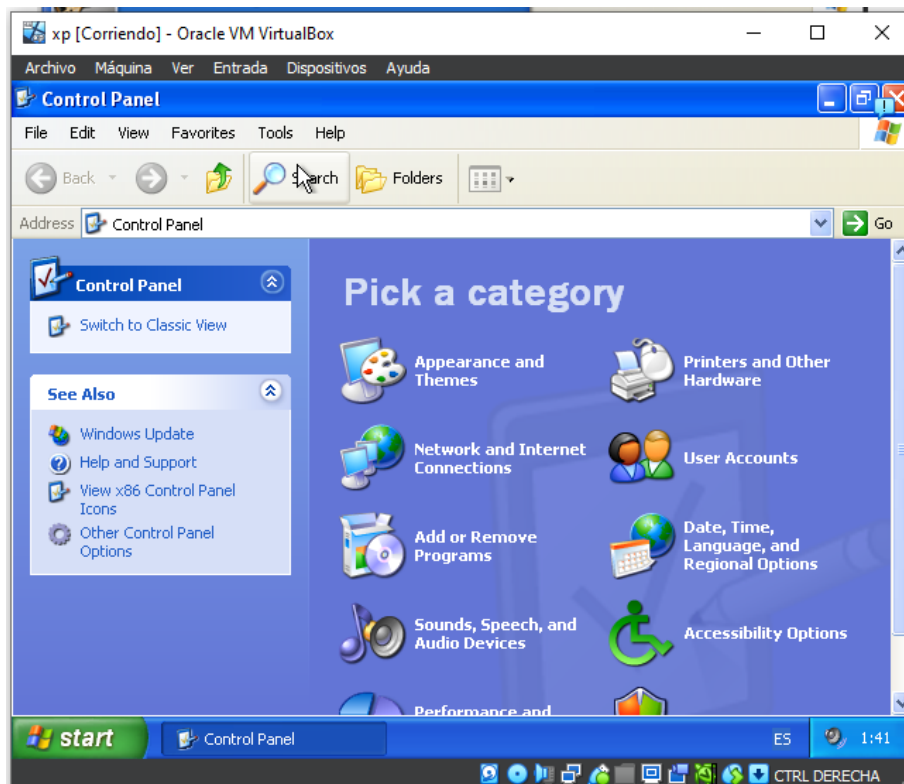 xp [Corriendo] - Oracle VM VirtualBox
Archivo Máquina Ver Entrada Dispositivos Ayuda
Control Panel
File Edit View Favorites Tools Help
Back Search Folders
Address Control Panel Go
Control Panel
Switch to Classic View
See Also
Windows Update
Help and Support
View x86 Control Panel
Icons
Other Control Panel
Options
Pick a category
Appearance and
Themes
Printers and Other
Hardware
Network and Internet
Connections
User Accounts
Add or Remove
Programs
Date, Time,
Language, and
Regional Options
Sounds, Speech, and
Audio Devices
Accessibility Options
Performance and
start Control Panel ES 1:41
CTRL DERECHA